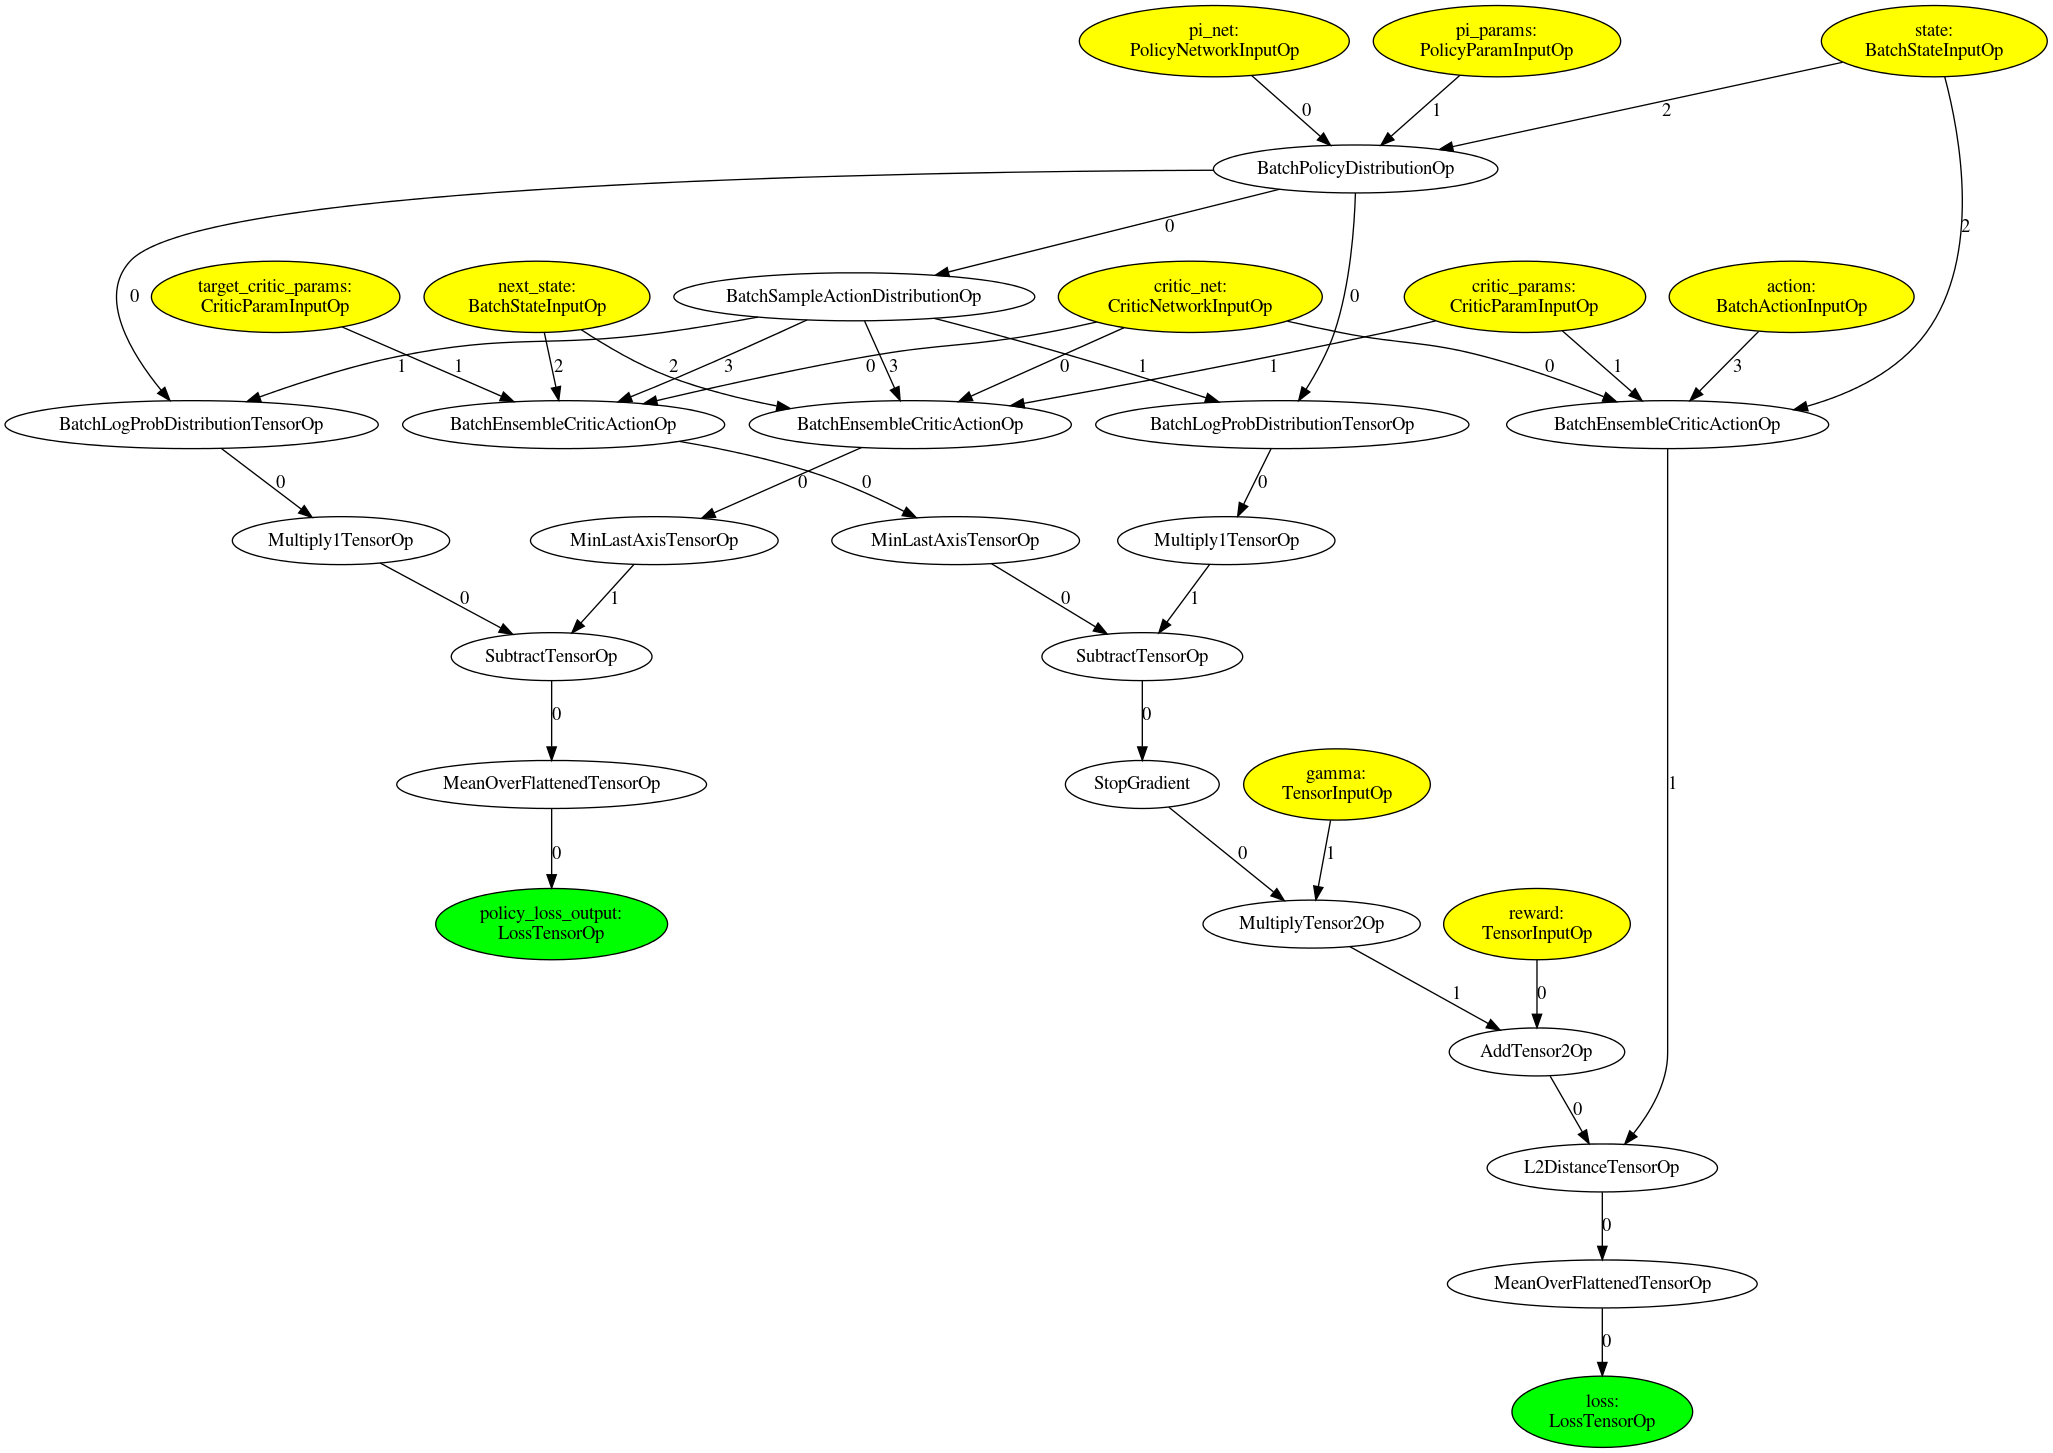 pi_net:
PolicyNetworkInputOp
pi_params:
PolicyParamInputOp
state:
BatchStateInputOp
0
1
2
BatchPolicyDistributionOp
0
2
target_critic_params:
CriticParamInputOp
next_state:
BatchStateInputOp
BatchSampleActionDistributionOp
critic_net:
CriticNetworkInputOp
critic_params:
CriticParamInputOp
action:
BatchActionInputOp
0
0
1
1
2
2
3
0
3
0
1
1
0
1
3
BatchLogProbDistributionTensorOp
BatchEnsembleCriticActionOp
BatchEnsembleCriticActionOp
BatchLogProbDistributionTensorOp
BatchEnsembleCriticActionOp
0
0
0
0
Multiply1TensorOp
MinLastAxisTensorOp
MinLastAxisTensorOp
Multiply1TensorOp
0
1
0
1
SubtractTensorOp
SubtractTensorOp
0
0
MeanOverFlattenedTensorOp
StopGradient
gamma:
TensorInputOp
1
0
0
1
policy_loss_output:
LossTensorOp
MultiplyTensor2Op
reward:
TensorInputOp
1
0
AddTensor2Op
0
L2DistanceTensorOp
0
MeanOverFlattenedTensorOp
0
loss:
LossTensorOp